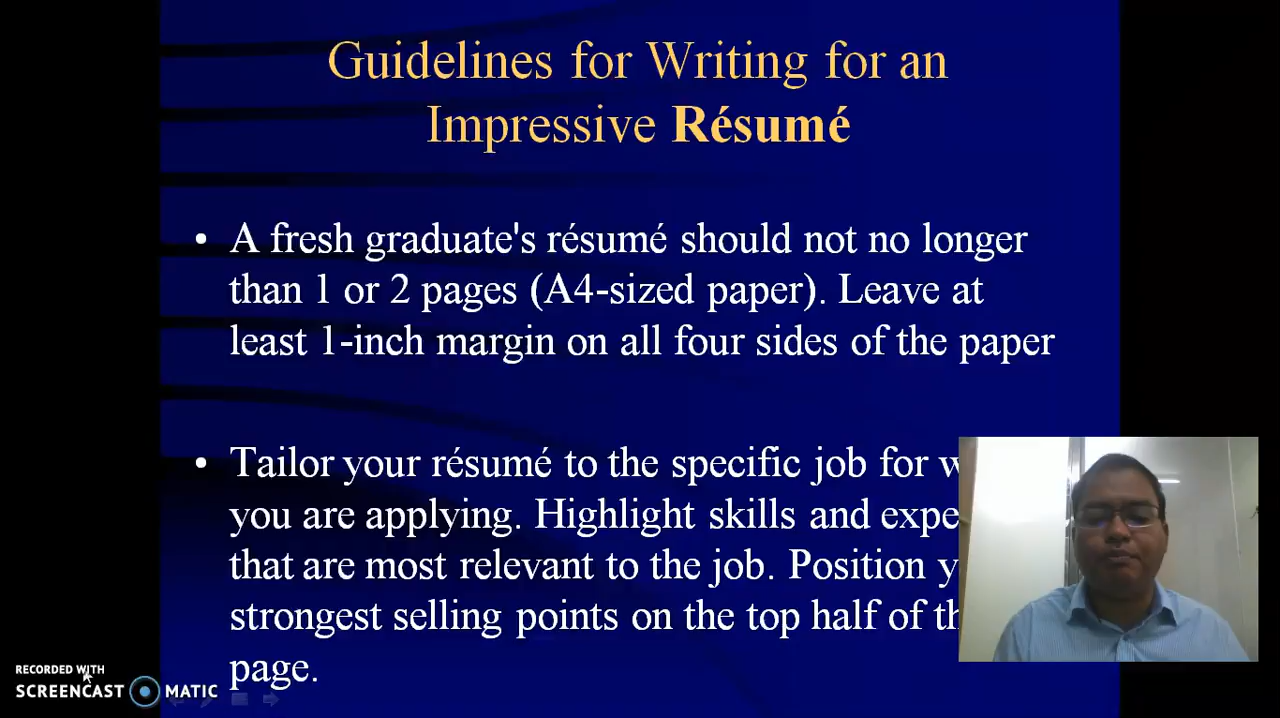 Guidelines for Writing for an
Impressive Résumé
• A fresh graduate's résumé should not no longer
than 1 or 2 pages (A4-sized paper). Leave at
least 1-inch margin on all four sides of the paper
• Tailor your résumé to the specific job for
you are applying. Highlight skills and
that are most relevant to the job. Position
strongest selling points on the top half of
page.
RECORDED WITH
SCREENCAST MATIC